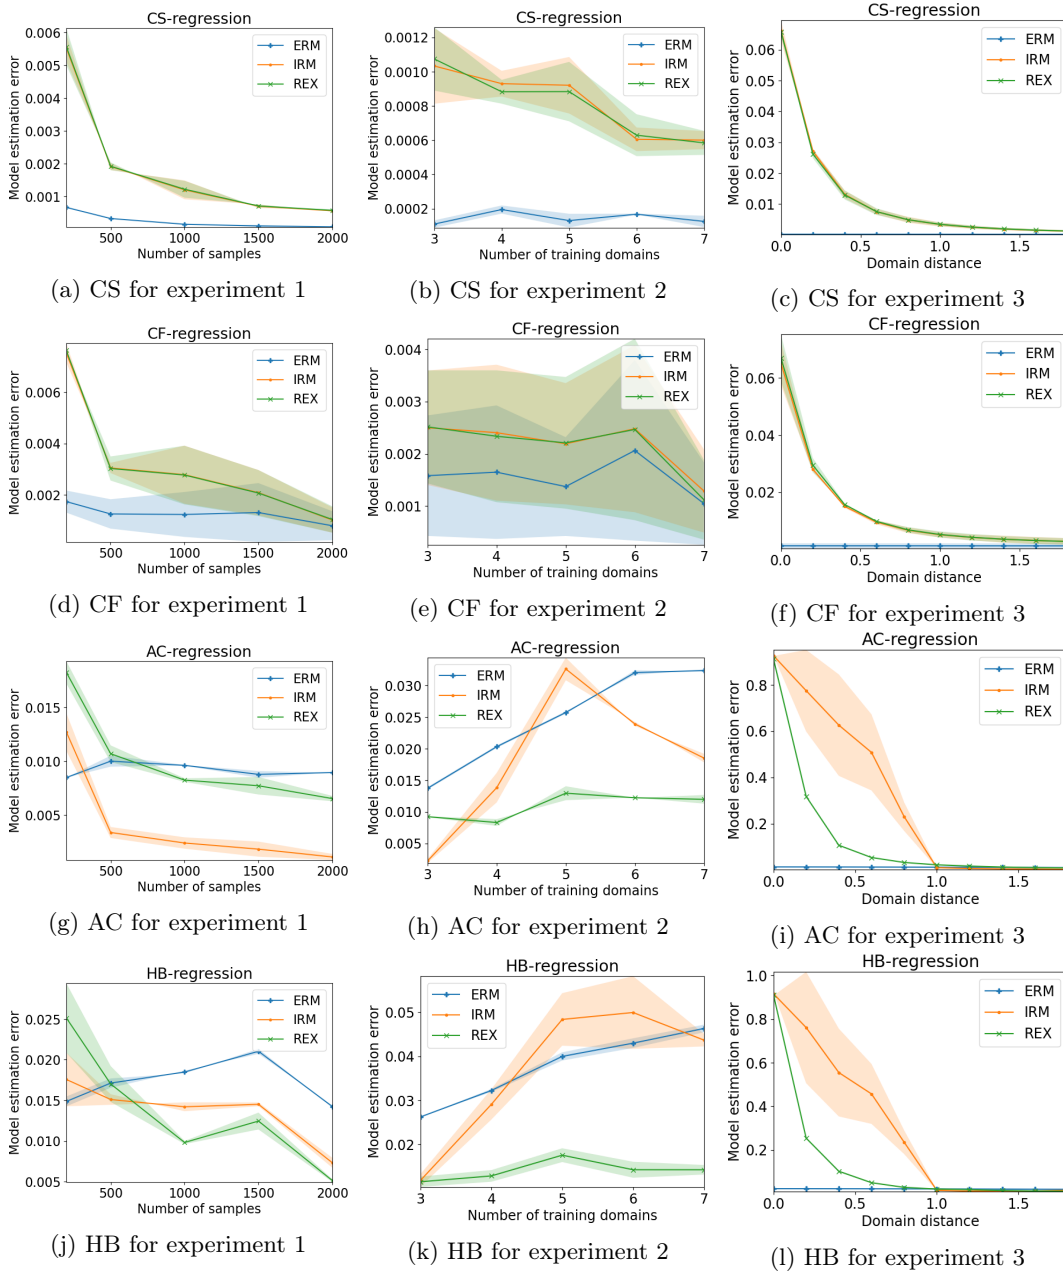 CS-regression
0.006
0.005
0.004
0.003
0.002
0.001
Model estimation error
ERM
IRM
REX
500 1000 1500 2000
Number of samples
(a) CS for experiment 1
CS-regression
0.0012
0.0010
0.0008
0.0006
0.0004
0.0002
Model estimation error
ERM
IRM
REX
3 4 5 6 7
Number of training domains
(b) CS for experiment 2
CS-regression
0.06
0.05
0.04
0.03
0.02
0.01
Model estimation error
ERM
IRM
REX
0.0 0.5 1.0 1.5
Domain distance
(c) CS for experiment 3
CF-regression
0.006
0.004
0.002
Model estimation error
ERM
IRM
REX
500 1000 1500 2000
Number of samples
(d) CF for experiment 1
CF-regression
0.004
0.003
0.002
0.001
Model estimation error
ERM
IRM
REX
3 4 5 6 7
Number of training domains
(e) CF for experiment 2
CF-regression
0.06
0.04
0.02
Model estimation error
ERM
IRM
REX
0.0 0.5 1.0 1.5
Domain distance
(f) CF for experiment 3
AC-regression
0.015
0.010
0.005
Model estimation error
ERM
IRM
REX
500 1000 1500 2000
Number of samples
(g) AC for experiment 1
AC-regression
0.030
0.025
0.020
0.015
0.010
0.005
Model estimation error
ERM
IRM
REX
3 4 5 6 7
Number of training domains
(h) AC for experiment 2
AC-regression
0.8
0.6
0.4
0.2
Model estimation error
ERM
IRM
REX
0.0 0.5 1.0 1.5
Domain distance
(i) AC for experiment 3
HB-regression
0.025
0.020
0.015
0.010
0.005
Model estimation error
ERM
IRM
REX
500 1000 1500 2000
Number of samples
(j) HB for experiment 1
HB-regression
0.05
0.04
0.03
0.02
Model estimation error
ERM
IRM
REX
3 4 5 6 7
Number of training domains
(k) HB for experiment 2
HB-regression
1.0
0.8
0.6
0.4
0.2
Model estimation error
ERM
IRM
REX
0.0 0.5 1.0 1.5
Domain distance
(l) HB for experiment 3